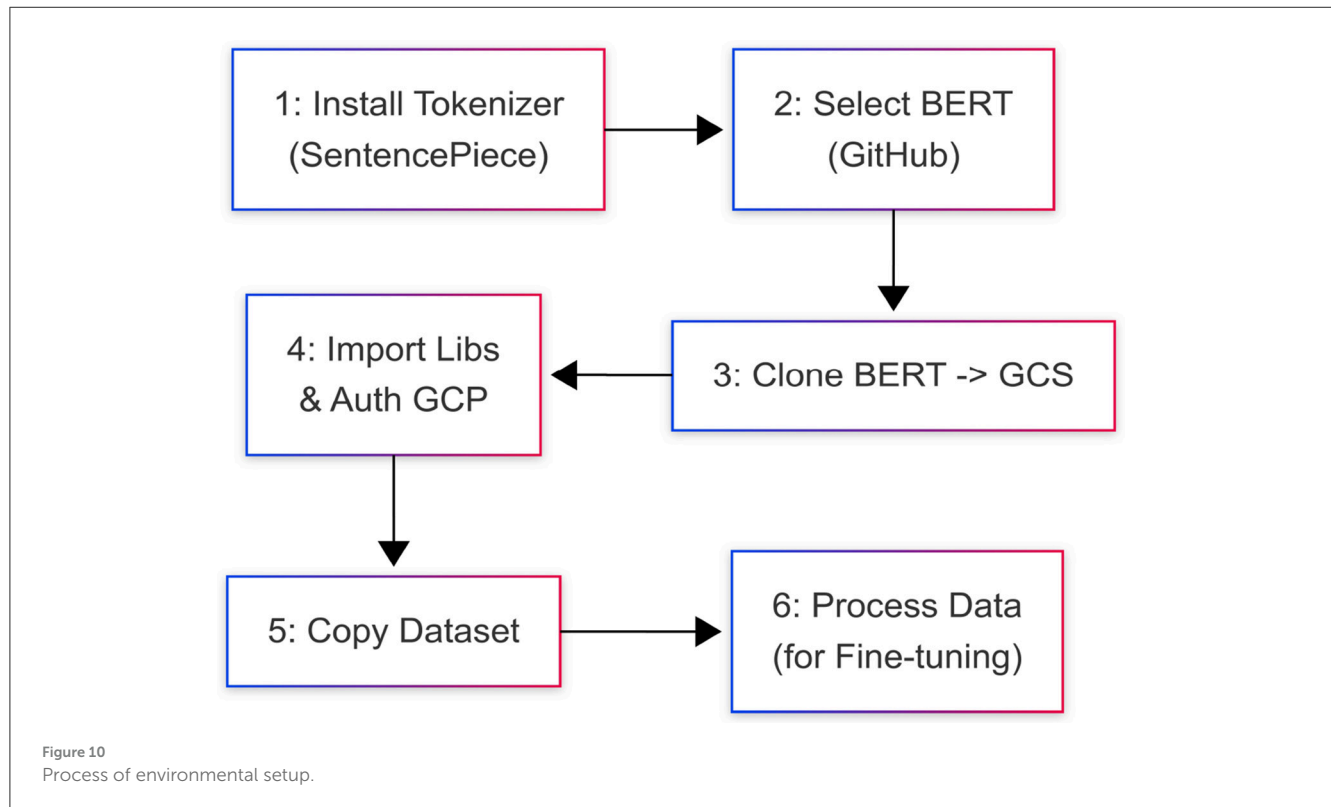 1: Install Tokenizer
(SentencePiece)
2: Select BERT
(GitHub)
3: Clone BERT -> GCS
4: Import Libs
& Auth GCP
5: Copy Dataset
6: Process Data
(for Fine-tuning)
Figure 10
Process of environmental setup.